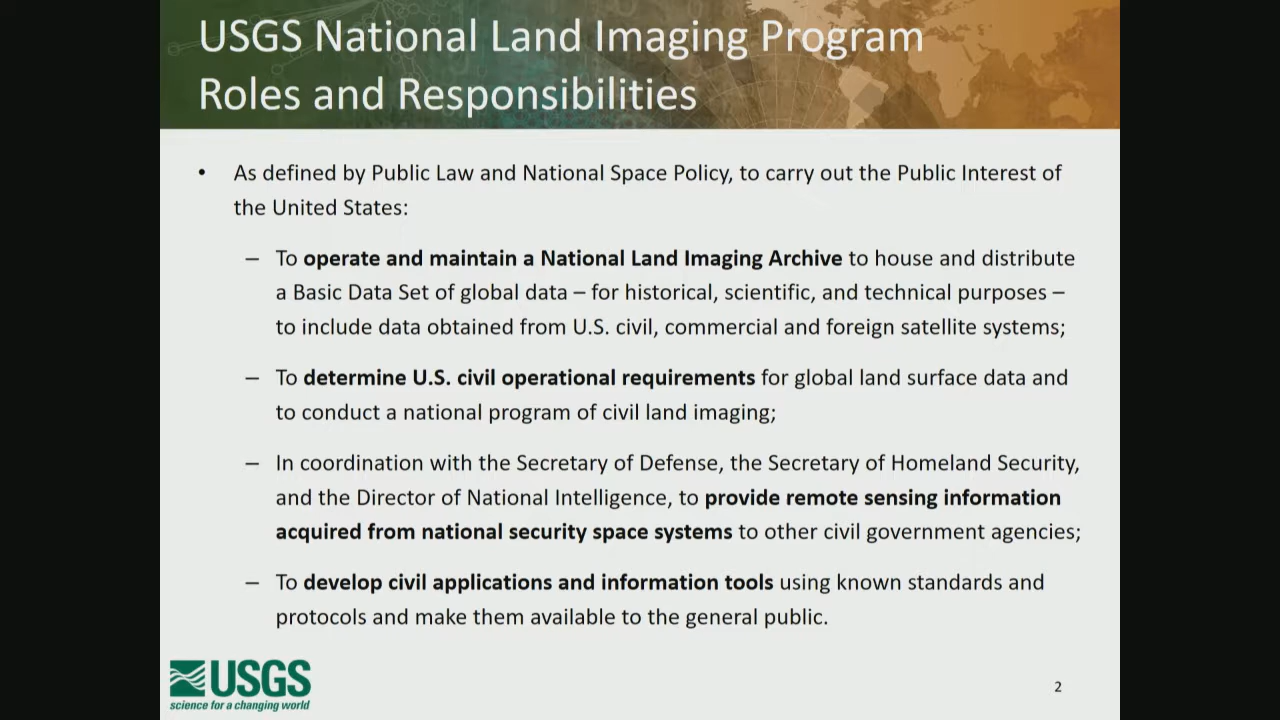 USGS National Land Imaging Program
Roles and Responsibilities
• As defined by Public Law and National Space Policy, to carry out the Public Interest of
the United States:
– To operate and maintain a National Land Imaging Archive to house and distribute
a Basic Data Set of global data – for historical, scientific, and technical purposes –
to include data obtained from U.S. civil, commercial and foreign satellite systems;
– To determine U.S. civil operational requirements for global land surface data and
to conduct a national program of civil land imaging;
– In coordination with the Secretary of Defense, the Secretary of Homeland Security,
and the Director of National Intelligence, to provide remote sensing information
acquired from national security space systems to other civil government agencies;
– To develop civil applications and information tools using known standards and
protocols and make them available to the general public.
USGS
science for a changing world
2